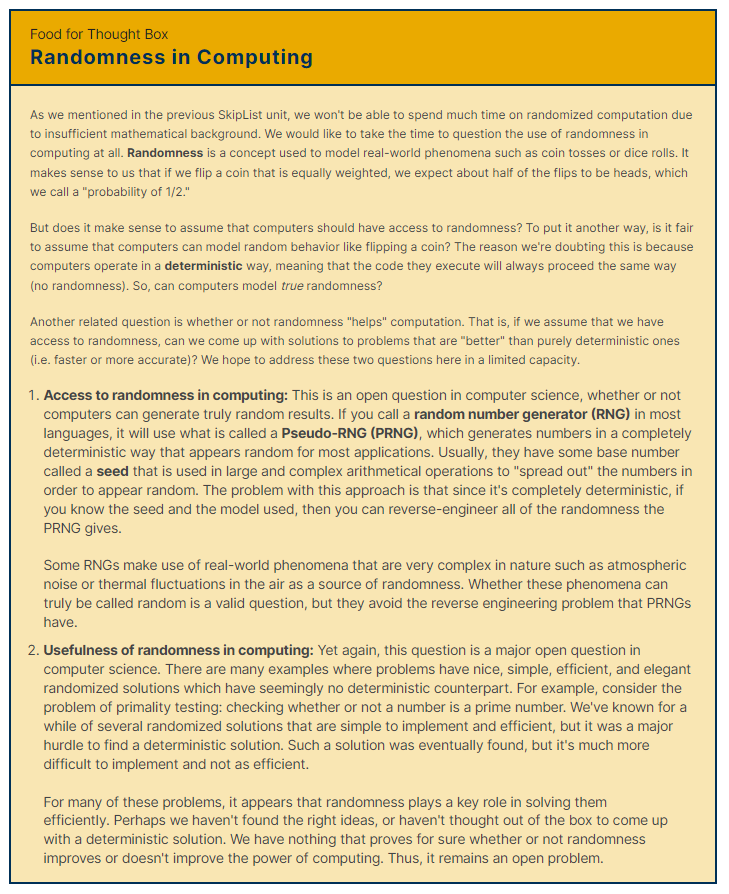 Food for Thought Box
Randomness in Computing
As we mentioned in the previous SkipList unit, we won't be able to spend much time on randomized computation due
to insufficient mathematical background. We would like to take the time to question the use of randomness in
computing at all. Randomness is a concept used to model real-world phenomena such as coin tosses or dice rolls. It
makes sense to us that if we flip a coin that is equally weighted, we expect about half of the flips to be heads, which
we call a "probability of 1/2."
But does it make sense to assume that computers should have access to randomness? To put it another way, is it fair
to assume that computers can model random behavior like flipping a coin? The reason we're doubting this is because
computers operate in a deterministic way, meaning that the code they execute will always proceed the same way
(no randomness). So, can computers model true randomness?
Another related question is whether or not randomness "helps" computation. That is, if we assume that we have
access to randomness, can we come up with solutions to problems that are "better" than purely deterministic ones
(i.e. faster or more accurate)? We hope to address these two questions here in a limited capacity.
1. Access to randomness in computing: This is an open question in computer science, whether or not
computers can generate truly random results. If you call a random number generator (RNG) in most
languages, it will use what is called a Pseudo-RNG (PRNG), which generates numbers in a completely
deterministic way that appears random for most applications. Usually, they have some base number
called a seed that is used in large and complex arithmetical operations to "spread out" the numbers in
order to appear random. The problem with this approach is that since it's completely deterministic, if
you know the seed and the model used, then you can reverse-engineer all of the randomness the
PRNG gives.
Some RNGs make use of real-world phenomena that are very complex in nature such as atmospheric
noise or thermal fluctuations in the air as a source of randomness. Whether these phenomena can
truly be called random is a valid question, but they avoid the reverse engineering problem that PRNGs
have.
2. Usefulness of randomness in computing: Yet again, this question is a major open question in
computer science. There are many examples where problems have nice, simple, efficient, and elegant
randomized solutions which have seemingly no deterministic counterpart. For example, consider the
problem of primality testing: checking whether or not a number is a prime number. We've known for a
while of several randomized solutions that are simple to implement and efficient, but it was a major
hurdle to find a deterministic solution. Such a solution was eventually found, but it's much more
difficult to implement and not as efficient.
For many of these problems, it appears that randomness plays a key role in solving them
efficiently. Perhaps we haven't found the right ideas, or haven't thought out of the box to come up
with a deterministic solution. We have nothing that proves for sure whether or not randomness
improves or doesn't improve the power of computing. Thus, it remains an open problem.